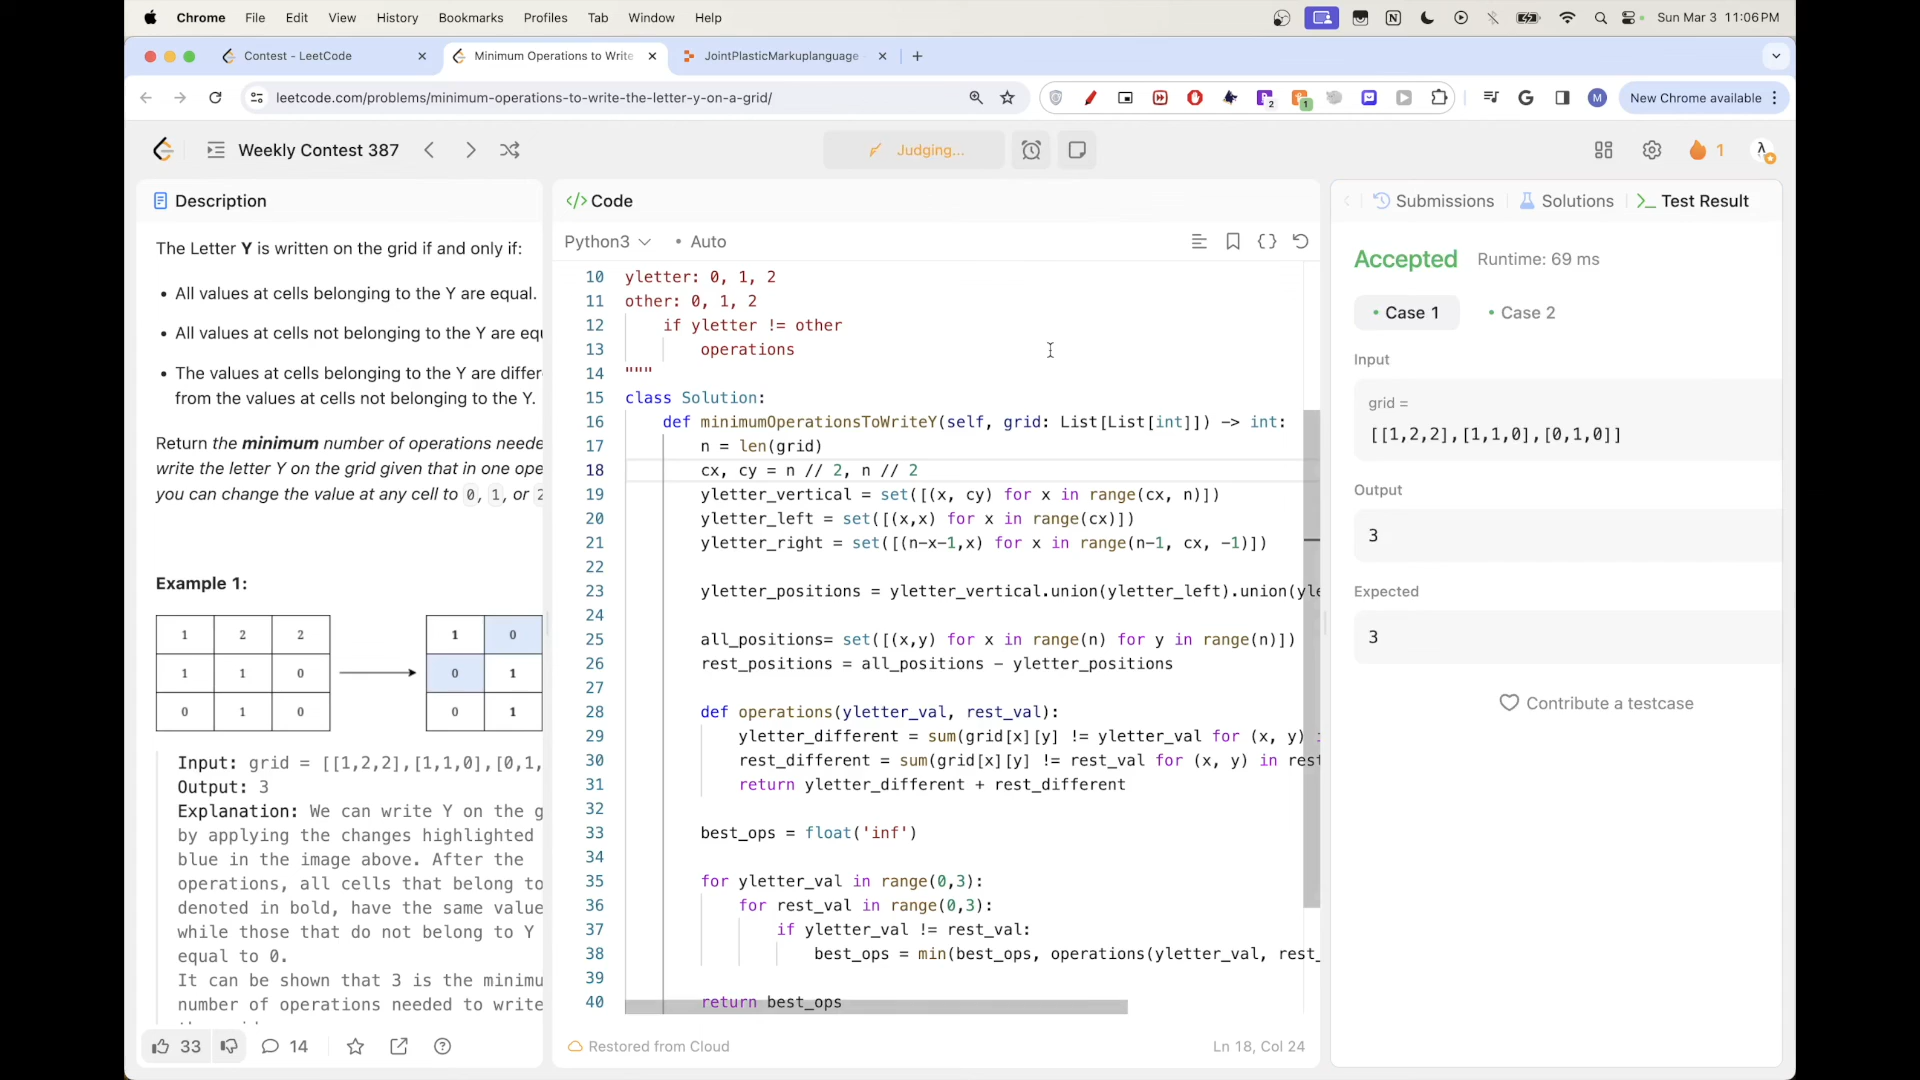 Chrome File Edit View History Bookmarks Profiles Tab Window Help Sun Mar 3 11:06 PM
Contest - LeetCode
Minimum Operations to Write
JointPlasticMarkuplanguage
leetcode.com/problems/minimum-operations-to-write-the-letter-y-on-a-grid/
New Chrome available
Weekly Contest 387
Judging...
1
Description
The Letter Y is written on the grid if and only if:
• All values at cells belonging to the Y are equal.
• All values at cells not belonging to the Y are equ
• The values at cells belonging to the Y are differ
from the values at cells not belonging to the Y.
Return the minimum number of operations neede
write the letter Y on the grid given that in one ope
you can change the value at any cell to 0, 1, or 2
Example 1:
1 2 2 1 0
1 1 0 0 1
0 1 0 0 1
Input: grid = [[1,2,2],[1,1,0],[0,1,
Output: 3
Explanation: We can write Y on the g
by applying the changes highlighted
blue in the image above. After the
operations, all cells that belong to
denoted in bold, have the same value
while those that do not belong to Y
equal to 0.
It can be shown that 3 is the minimu
number of operations needed to write
33 14
</> Code
Python3 • Auto
10 yletter: 0, 1, 2
11 other: 0, 1, 2
12 if yletter != other
13 operations
14 """
15 class Solution:
16 def minimumOperationsToWriteY(self, grid: List[List[int]]) -> int:
17 n = len(grid)
18 cx, cy = n // 2, n // 2
19 yletter_vertical = set([(x, cy) for x in range(cx, n)])
20 yletter_left = set([(x,x) for x in range(cx)])
21 yletter_right = set([(n-x-1,x) for x in range(n-1, cx, -1)])
22
23 yletter_positions = yletter_vertical.union(yletter_left).union(yle
24
25 all_positions= set([(x,y) for x in range(n) for y in range(n)])
26 rest_positions = all_positions - yletter_positions
27
28 def operations(yletter_val, rest_val):
29 yletter_different = sum(grid[x][y] != yletter_val for (x, y) i
30 rest_different = sum(grid[x][y] != rest_val for (x, y) in rest
31 return yletter_different + rest_different
32
33 best_ops = float('inf')
34
35 for yletter_val in range(0,3):
36 for rest_val in range(0,3):
37 if yletter_val != rest_val:
38 best_ops = min(best_ops, operations(yletter_val, rest_
39
40 return best_ops
Restored from Cloud
Ln 18, Col 24
Submissions Solutions Test Result
Accepted Runtime: 69 ms
• Case 1 • Case 2
Input
grid =
[[1,2,2],[1,1,0],[0,1,0]]
Output
3
Expected
3
Contribute a testcase